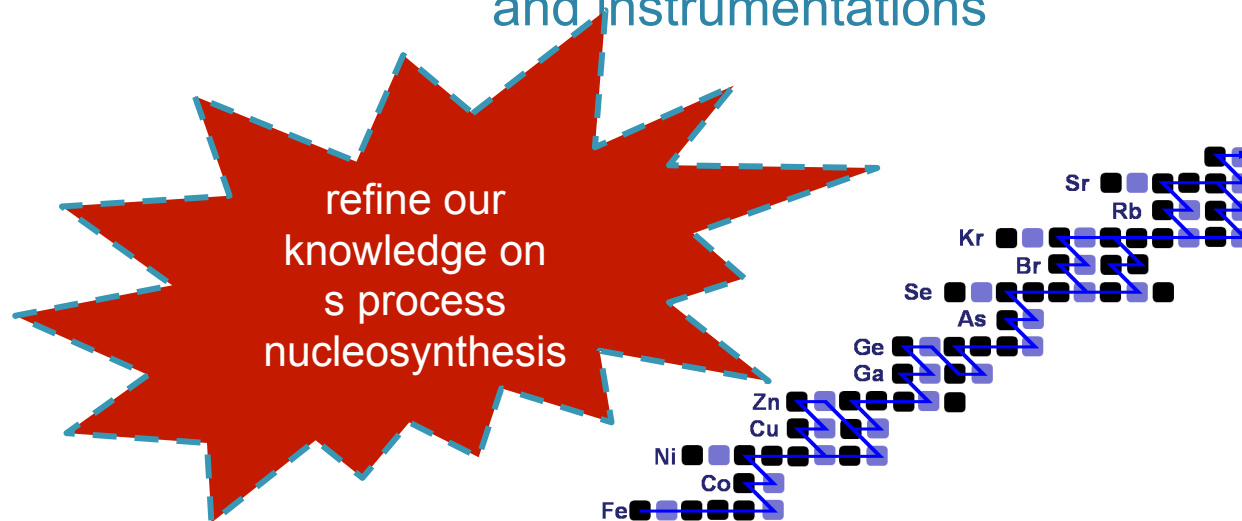 and instrumentations
refine our
knowledge on
s process
nucleosynthesis
Sr
Rb
Kr
Br
Se
As
Ge
Ga
Zn
Cu
Ni
Co
Fe